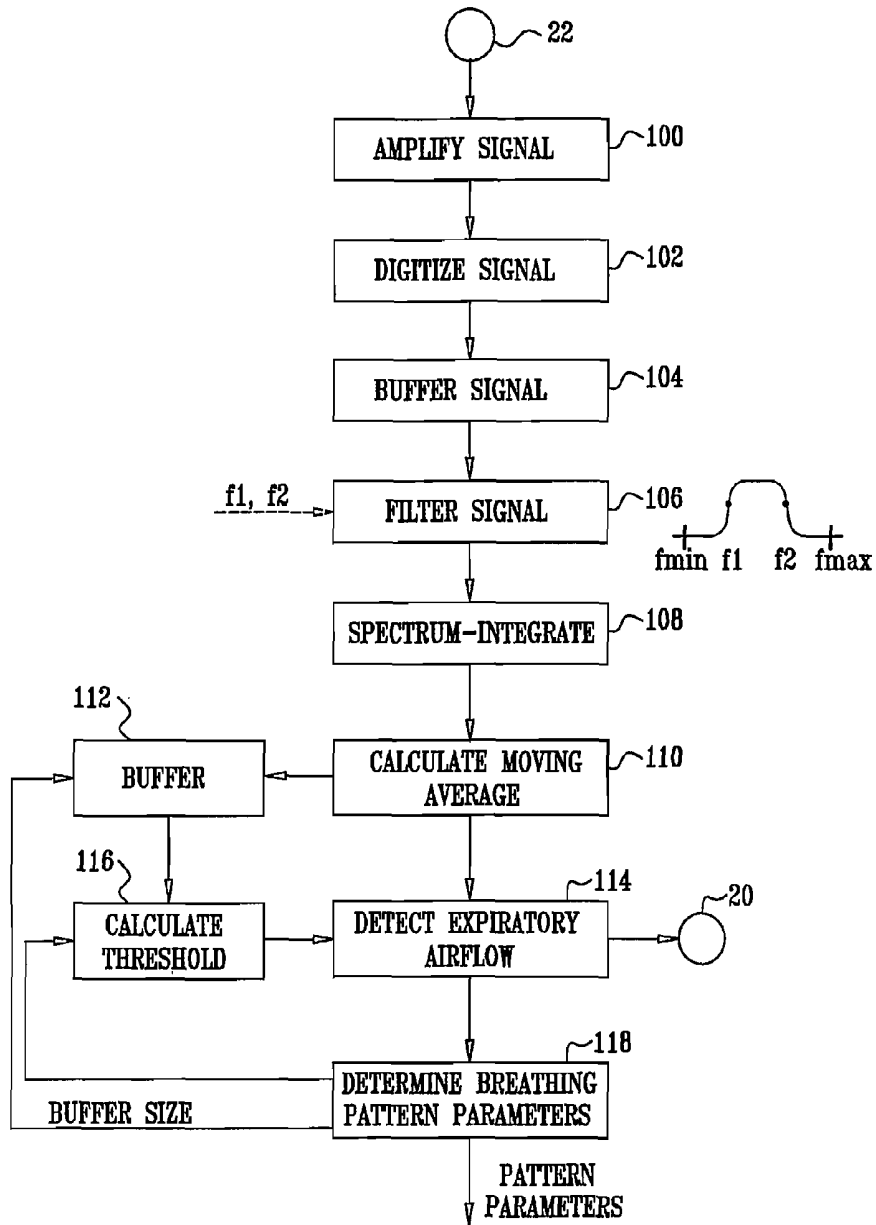 22
AMPLIFY SIGNAL
100
DIGITIZE SIGNAL
102
BUFFER SIGNAL
104
f1, f2
FILTER SIGNAL
106
fmin f1 f2 fmax
SPECTRUM-INTEGRATE
108
112
BUFFER
CALCULATE MOVING
AVERAGE
110
116
CALCULATE
THRESHOLD
114
DETECT EXPIRATORY
AIRFLOW
20
118
DETERMINE BREATHING
PATTERN PARAMETERS
BUFFER SIZE
PATTERN
PARAMETERS